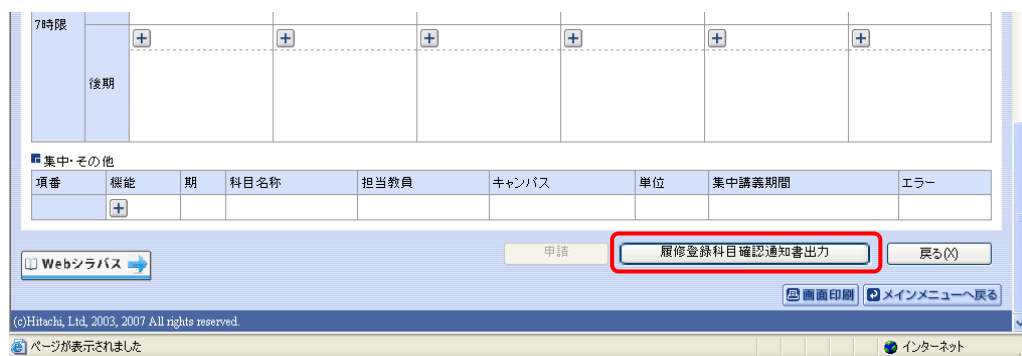 7時限
+ + + + + +
後期
集中・その他
項番 機能 期 科目名称 担当教員 キャンパス 単位 集中講義期間 エラー
+
申請 履修登録科目確認通知書出力 戻る(X)
Webシラバス
画面印刷 メインメニューへ戻る
(c)Hitachi, Ltd, 2003, 2007 All rights reserved.
ページが表示されました インターネット